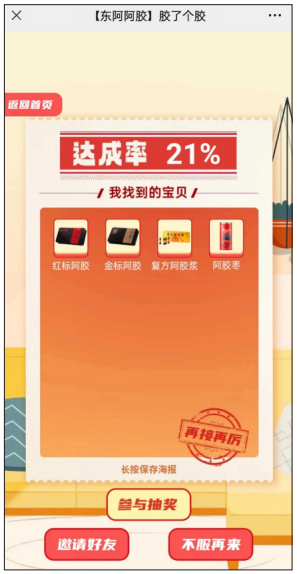 【东阿阿胶】胶了个胶
返回首页
达成率 21%
我找到的宝贝
红标阿胶 金标阿胶 复方阿胶浆 阿胶枣
再接再厉
长按保存海报
参与抽奖
邀请好友 不服再来